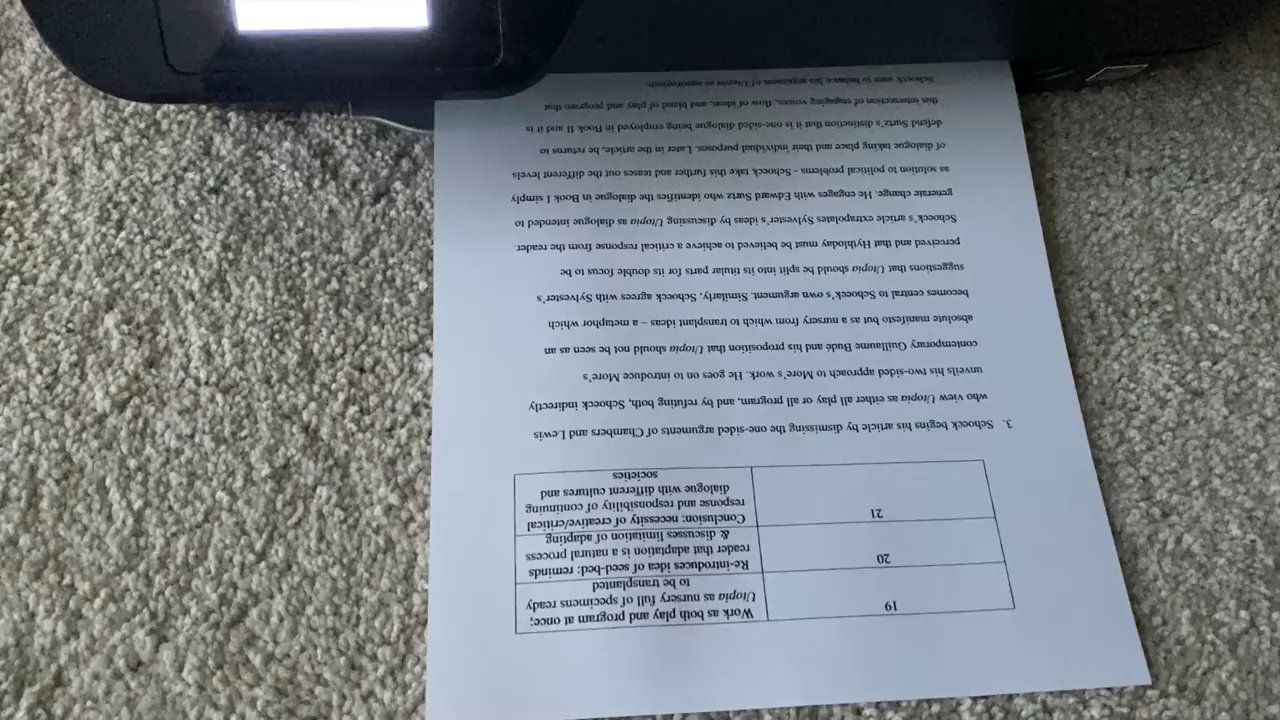 19
Work as both play and program at once;
Utopia as nursery full of specimens ready
to be transplanted
20
Re-introduces idea of seed-bed; reminds
reader that adaptation is a natural process
& discusses limitation of adapting
21
Conclusion: necessity of creative/critical
response and responsibility of continuing
dialogue with different cultures and
societies
3. Schoeck begins his article by dismissing the one-sided arguments of Chambers and Lewis
who view Utopia as either all play or all program, and by refuting both, Schoeck indirectly
unveils his two-sided approach to More's work. He goes on to introduce More's
contemporary Guillaume Budé and his proposition that Utopia should not be seen as an
absolute manifesto but as a nursery from which to transplant ideas – a metaphor which
becomes central to Schoeck's own argument. Similarly, Schoeck agrees with Sylvester's
suggestions that Utopia should be split into its titular parts for its double focus to be
perceived and that Hythloday must be believed to achieve a critical response from the reader.
Schoeck's article extrapolates Sylvester's ideas by discussing Utopia as dialogue intended to
generate change. He engages with Edward Surtz who identifies the dialogue in Book I simply
as solution to political problems - Schoeck take this further and teases out the different levels
of dialogue taking place and their individual purposes. Later in the article, he returns to
defend Surtz's distinction that it is one-sided dialogue being employed in Book II and it is
this intersection of engaging voices, flow of ideas, and blend of play and program that
Schoeck uses to balance his argument of Utopia as